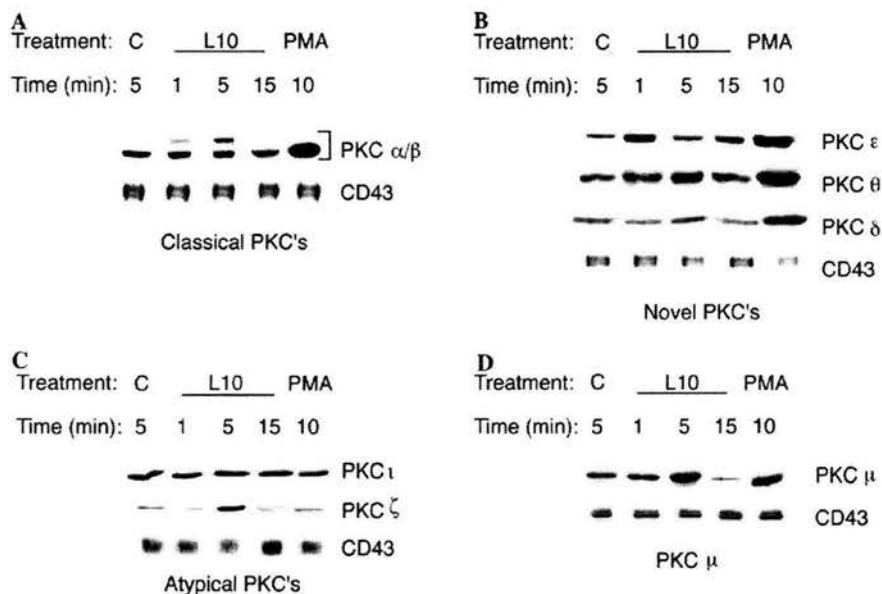 A
Treatment: C L10 PMA
Time (min): 5 1 5 15 10
PKC α/β
CD43
Classical PKC's
B
Treatment: C L10 PMA
Time (min): 5 1 5 15 10
PKC ε
PKC θ
PKC δ
CD43
Novel PKC's
C
Treatment: C L10 PMA
Time (min): 5 1 5 15 10
PKC ι
PKC ζ
CD43
Atypical PKC's
D
Treatment: C L10 PMA
Time (min): 5 1 5 15 10
PKC μ
CD43
PKC μ